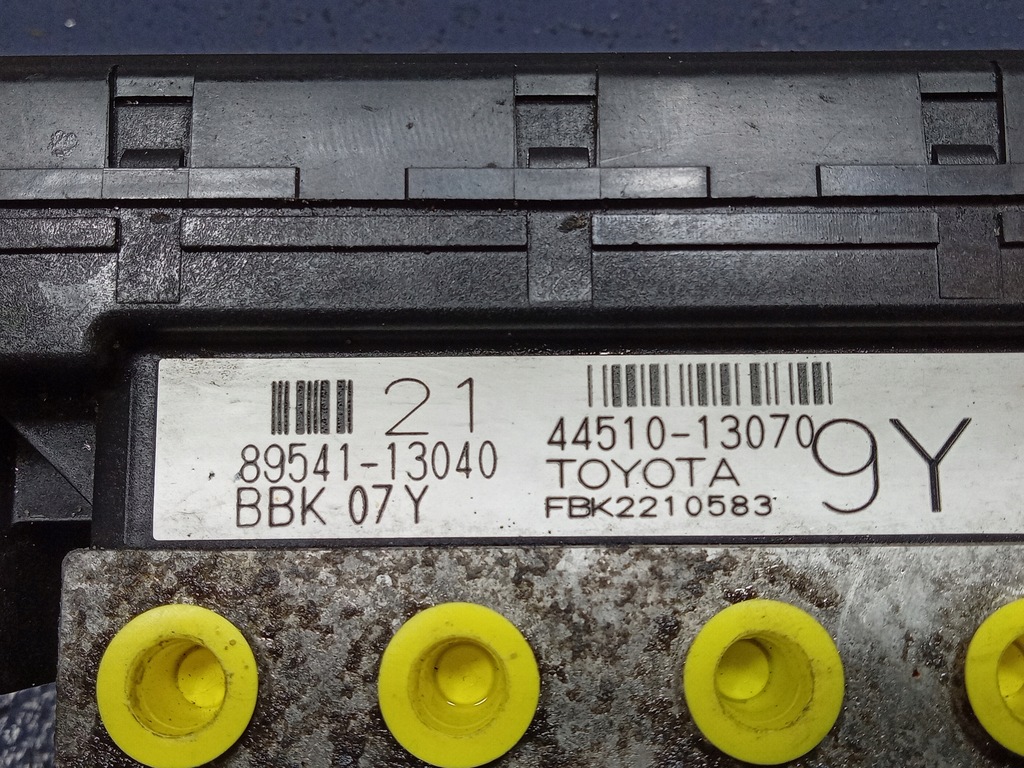 21
89541-13040
BBK 07Y
44510-13070
TOYOTA
FBK2210583
9Y